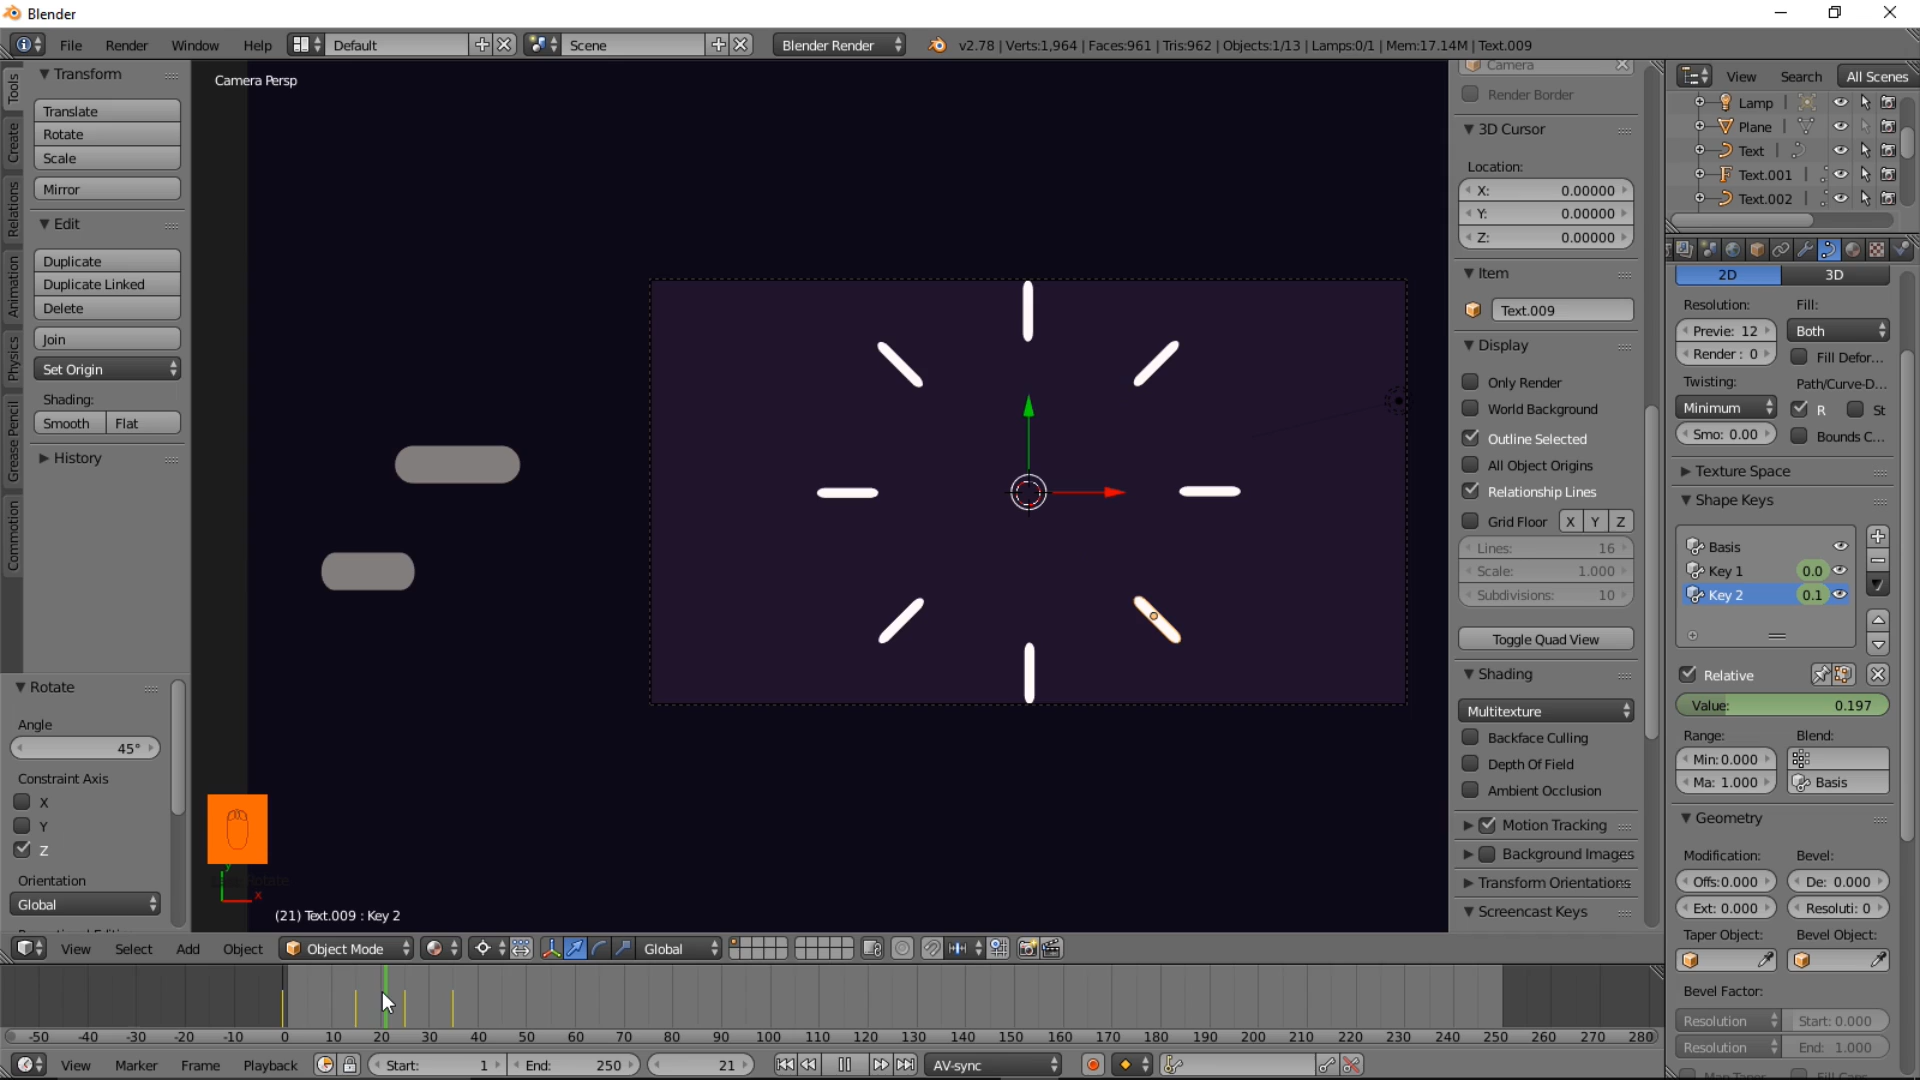 Blender
File Render Window Help Default Scene Blender Render v2.78 | Verts:1,964 | Faces:961 | Tris:962 | Objects:1/13 | Lamps:0/1 | Mem:17.14M | Text.009
Tools
Create
Relations
Animation
Physics
Grease Pencil
Commotion
Transform
Translate
Rotate
Scale
Mirror
Edit
Duplicate
Duplicate Linked
Delete
Join
Set Origin
Shading:
Smooth Flat
History
Rotate
Angle
45°
Constraint Axis
X
Y
Z
Orientation
Global
Camera Persp
Rotate
y
x
(21) Text.009 : Key 2
Camera
Render Border
3D Cursor
Location:
X: 0.00000
Y: 0.00000
Z: 0.00000
Item
Text.009
Display
Only Render
World Background
Outline Selected
All Object Origins
Relationship Lines
Grid Floor X Y Z
Lines: 16
Scale: 1.000
Subdivisions: 10
Toggle Quad View
Shading
Multitexture
Backface Culling
Depth Of Field
Ambient Occlusion
Motion Tracking
Background Images
Transform Orientations
Screencast Keys
View Search All Scenes
Lamp
Plane
Text
Text.001
Text.002
2D 3D
Resolution: Fill:
Previe: 12 Both
Render: 0 Fill Defor...
Twisting: Path/Curve-D...
Minimum R St
Smo: 0.00 Bounds C...
Texture Space
Shape Keys
Basis
Key 1 0.0
Key 2 0.1
Relative
Value: 0.197
Range: Blend:
Min:0.000
Ma: 1.000 Basis
Geometry
Modification: Bevel:
Offs:0.000 De: 0.000
Ext: 0.000 Resoluti: 0
Taper Object: Bevel Object:
Bevel Factor:
Resolution Start: 0.000
Resolution End: 1.000
View Select Add Object Object Mode Global
-50 -40 -30 -20 -10 0 10 20 30 40 50 60 70 80 90 100 110 120 130 140 150 160 170 180 190 200 210 220 230 240 250 260 270 280
View Marker Frame Playback Start: 1 End: 250 21 AV-sync